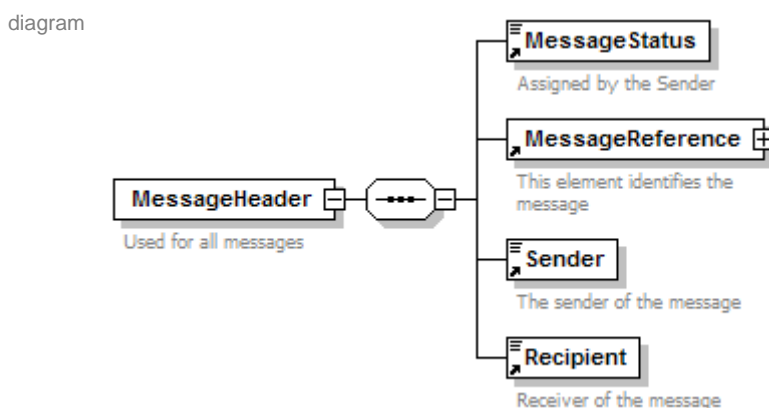 diagram
MessageStatus
Assigned by the Sender
MessageReference
This element identifies the
message
MessageHeader
Used for all messages
Sender
The sender of the message
Recipient
Receiver of the message